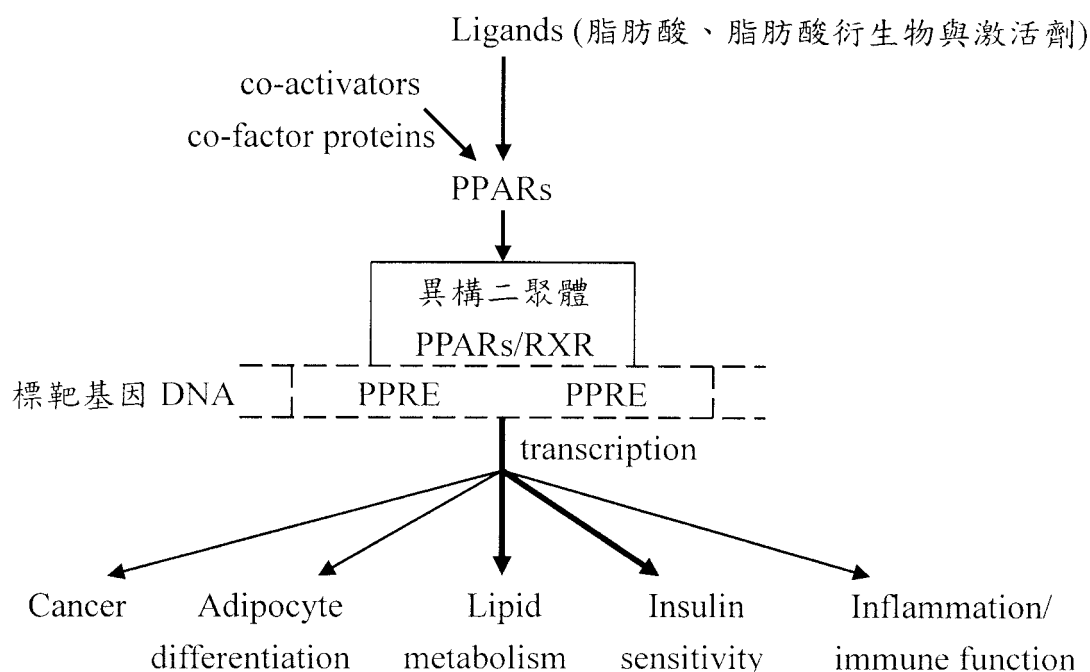 Ligands (脂肪酸、脂肪酸衍生物與激活劑)
co-activators
co-factor proteins
PPARs
異構二聚體
PPARs/RXR
標靶基因 DNA
PPRE PPRE
transcription
Cancer
Adipocyte
differentiation
Lipid
metabolism
Insulin
sensitivity
Inflammation/
immune function